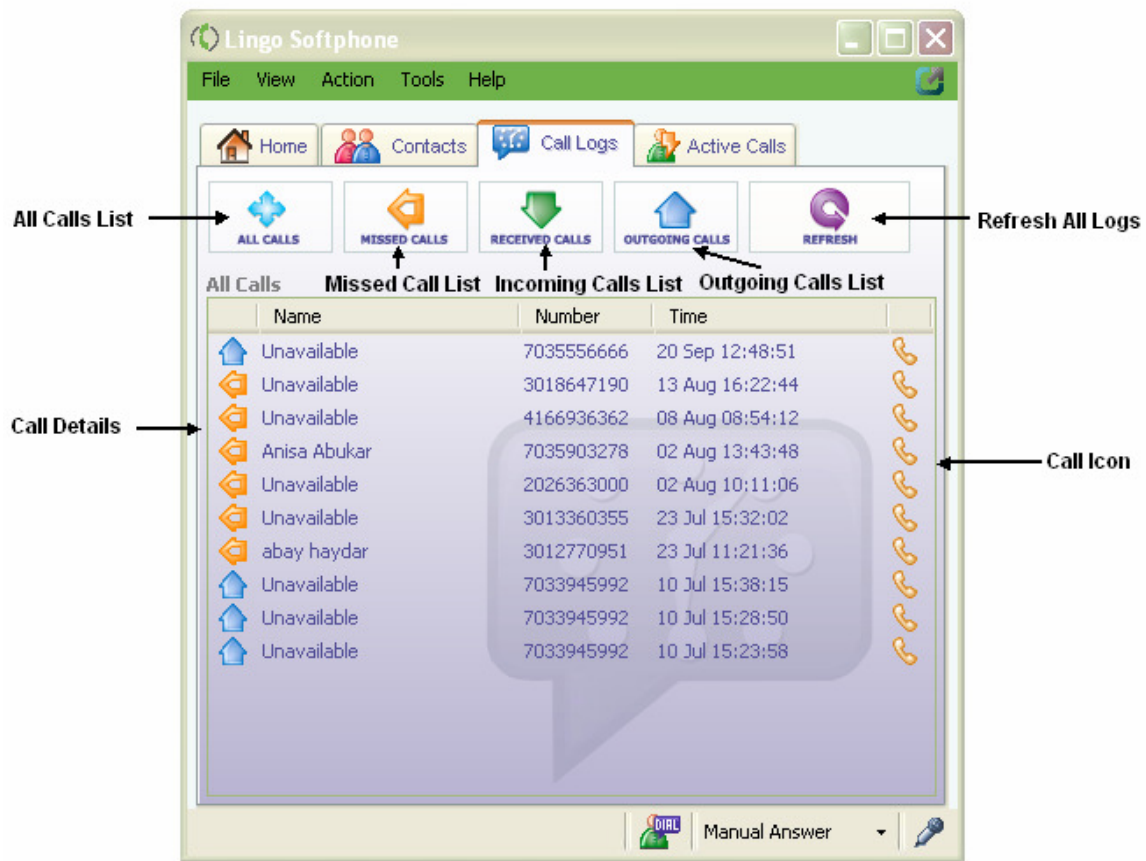 Lingo Softphone
File View Action Tools Help
Home Contacts Call Logs Active Calls
All Calls List
ALL CALLS MISSED CALLS RECEIVED CALLS OUTGOING CALLS REFRESH
Refresh All Logs
Missed Call List Incoming Calls List Outgoing Calls List
All Calls
Name Number Time
Unavailable 7035556666 20 Sep 12:48:51
Unavailable 3018647190 13 Aug 16:22:44
Unavailable 4166936362 08 Aug 08:54:12
Call Details
Anisa Abukar 7035903278 02 Aug 13:43:48
Call Icon
Unavailable 2026363000 02 Aug 10:11:06
Unavailable 3013360355 23 Jul 15:32:02
abay haydar 3012770951 23 Jul 11:21:36
Unavailable 7033945992 10 Jul 15:38:15
Unavailable 7033945992 10 Jul 15:28:50
Unavailable 7033945992 10 Jul 15:23:58
DIAL Manual Answer